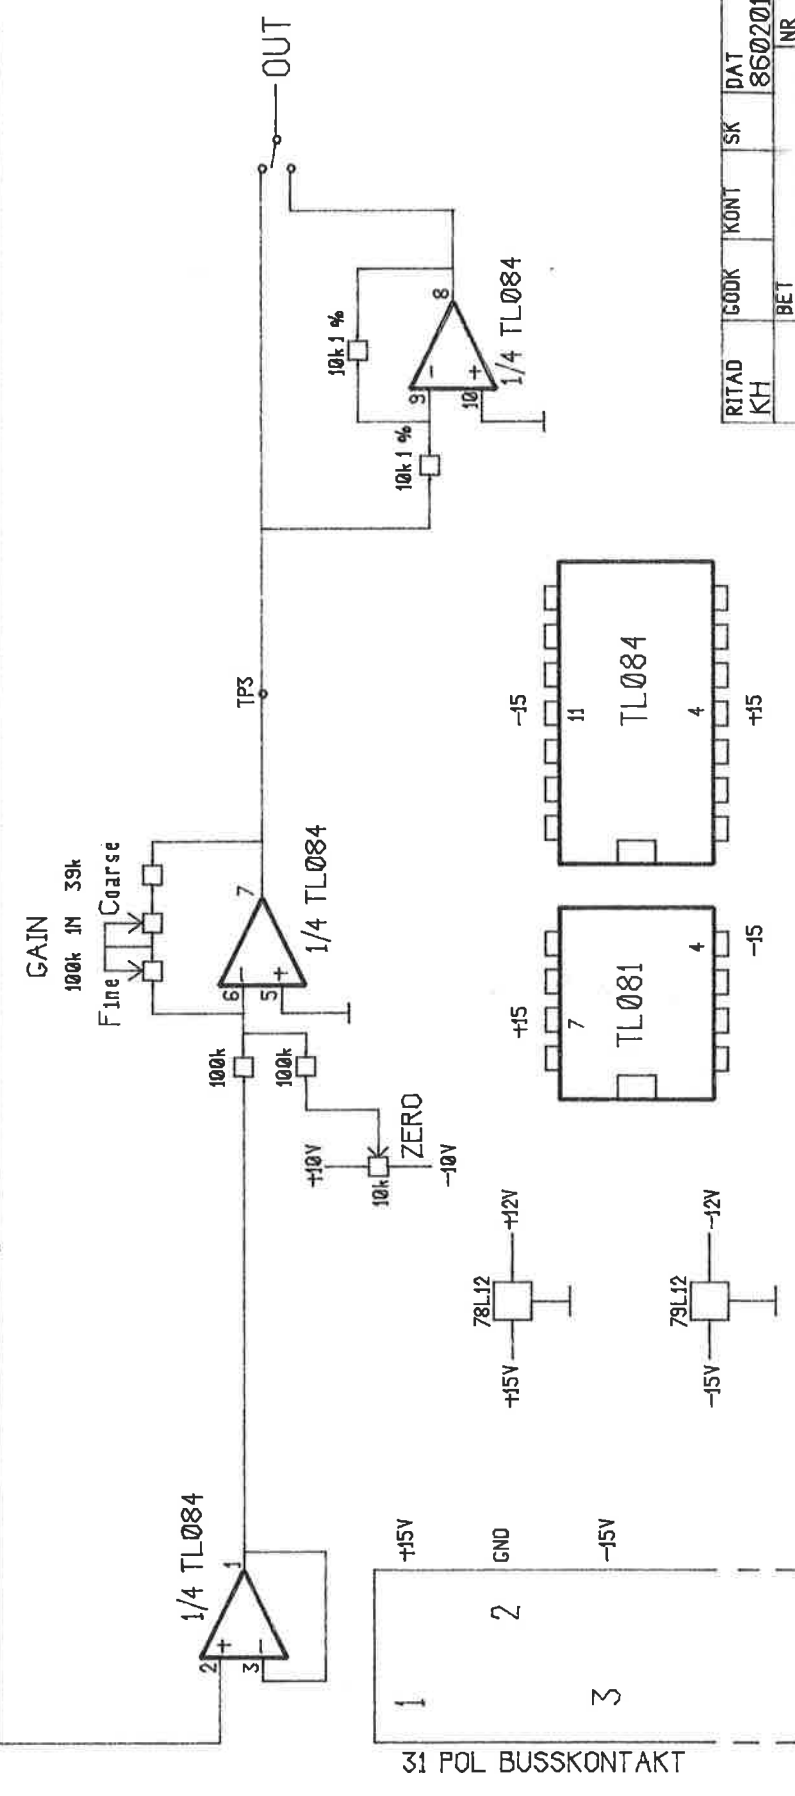 OUT
GAIN
100k 1M 39k
Fine Coarse
7
6
-
5
+
1/4 TL084
TP3
100k
100k
+10V
10k
ZERO
-10V
10k 1 %
10k 1 %
8
9
-
10
+
1/4 TL084
1/4 TL084
1
2
+
3
-
+15V
78L12
+12V
-15V
79L12
-12V
+15
7
TL081
4
-15
-15
11
TL084
4
+15
1
+15V
2
GND
3
-15V
31 POL BUSSKONTAKT
RITAD
KH
GODK
KONT
SK
DAT
860201
BET
NR